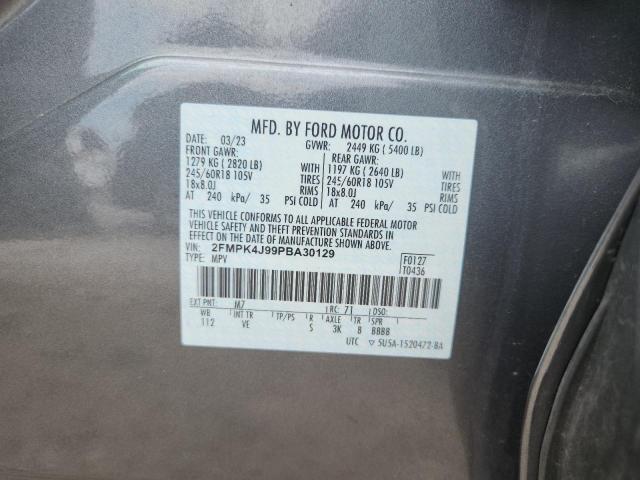 MFD. BY FORD MOTOR CO.
DATE: 03/23 GVWR: 2449 KG ( 5400 LB)
FRONT GAWR: REAR GAWR:
1279 KG ( 2820 LB) 1197 KG ( 2640 LB)
245/60R18 105V TIRES 245/60R18 105V TIRES
18x8.0J RIMS 18x8.0J RIMS
AT 240 kPa/ 35 PSI COLD AT 240 kPa/ 35 PSI COLD
THIS VEHICLE CONFORMS TO ALL APPLICABLE FEDERAL MOTOR
VEHICLE SAFETY AND THEFT PREVENTION STANDARDS IN
EFFECT ON THE DATE OF MANUFACTURE SHOWN ABOVE.
VIN: 2FMPK4J99PBA30129 F0127
TYPE: MPV T0436
EXT PNT: M7 RC: 71 DSO:
WB INT TR TP/PS R AXLE TR SPR
112 VE S 3K 8 BBBB
UTC ▽ 5U5A-1520472-BA